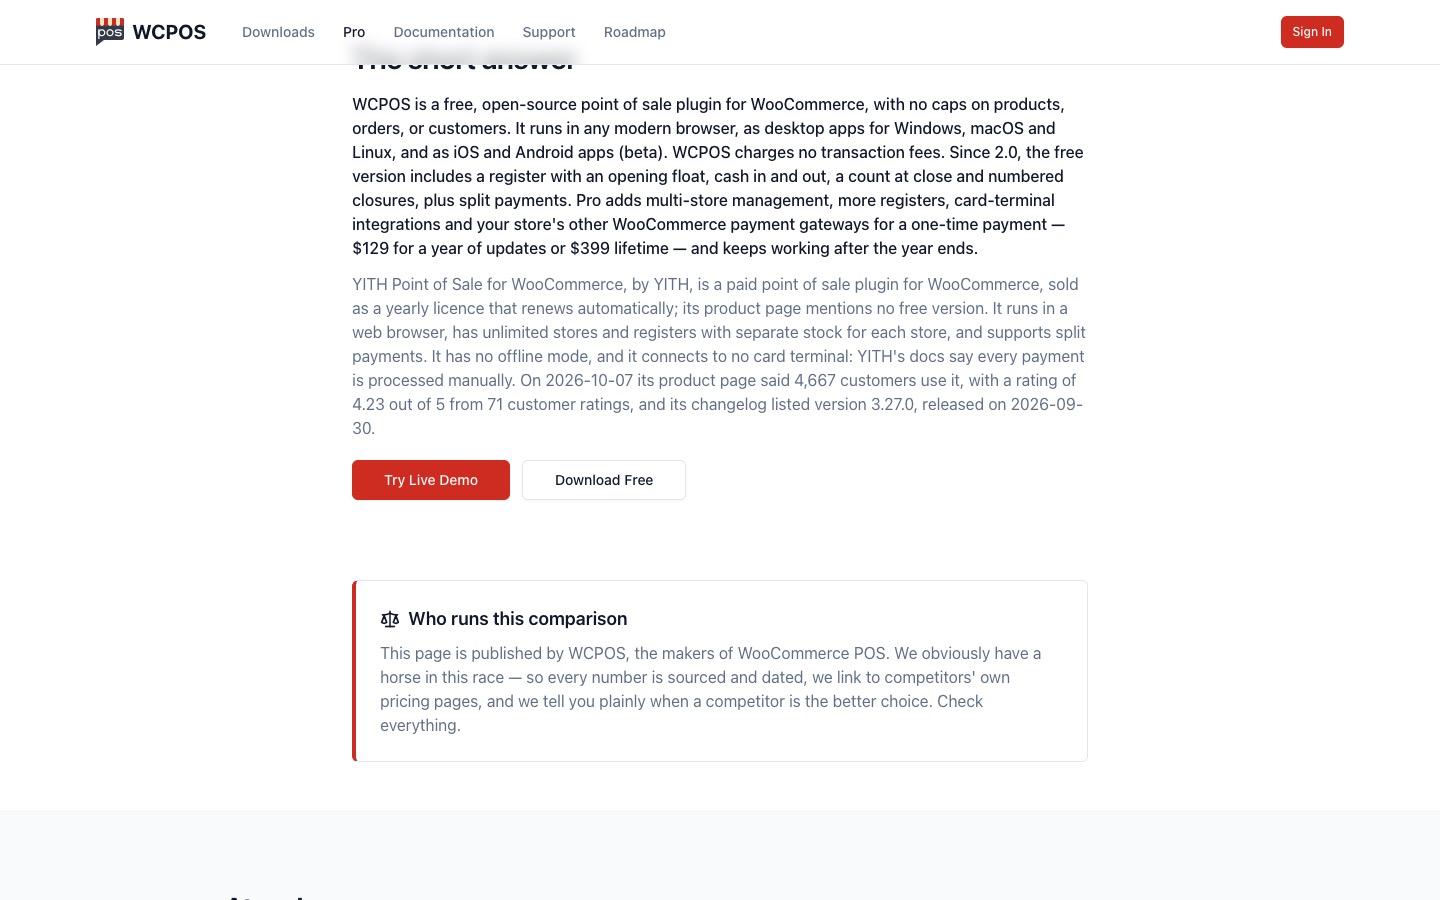 pos WCPOS Downloads Pro Documentation Support Roadmap Sign In
The short answer
WCPOS is a free, open-source point of sale plugin for WooCommerce, with no caps on products,
orders, or customers. It runs in any modern browser, as desktop apps for Windows, macOS and
Linux, and as iOS and Android apps (beta). WCPOS charges no transaction fees. Since 2.0, the free
version includes a register with an opening float, cash in and out, a count at close and numbered
closures, plus split payments. Pro adds multi-store management, more registers, card-terminal
integrations and your store's other WooCommerce payment gateways for a one-time payment —
$129 for a year of updates or $399 lifetime — and keeps working after the year ends.
YITH Point of Sale for WooCommerce, by YITH, is a paid point of sale plugin for WooCommerce, sold
as a yearly licence that renews automatically; its product page mentions no free version. It runs in a
web browser, has unlimited stores and registers with separate stock for each store, and supports split
payments. It has no offline mode, and it connects to no card terminal: YITH's docs say every payment
is processed manually. On 2026-10-07 its product page said 4,667 customers use it, with a rating of
4.23 out of 5 from 71 customer ratings, and its changelog listed version 3.27.0, released on 2026-09-
30.
Try Live Demo Download Free
Who runs this comparison
This page is published by WCPOS, the makers of WooCommerce POS. We obviously have a
horse in this race — so every number is sourced and dated, we link to competitors' own
pricing pages, and we tell you plainly when a competitor is the better choice. Check
everything.